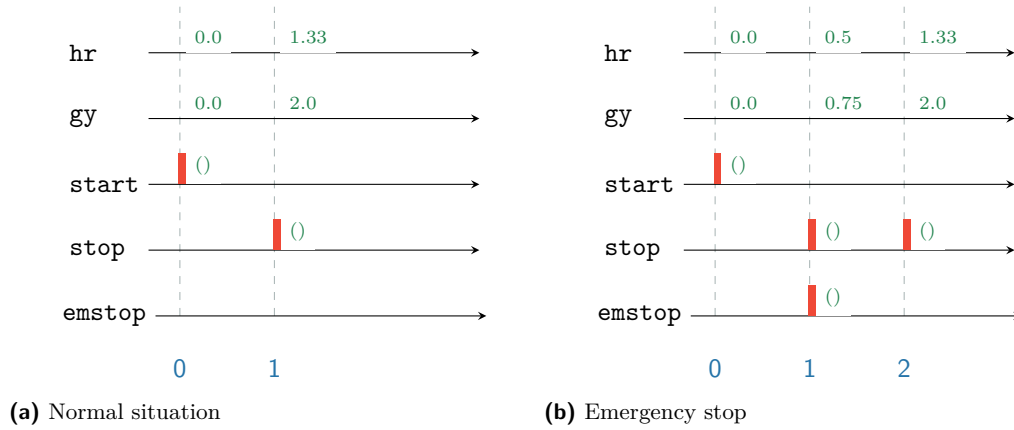 hr 0.0 1.33
gy 0.0 2.0
start ()
stop ()
emstop
0 1
(a) Normal situation
hr 0.0 0.5 1.33
gy 0.0 0.75 2.0
start ()
stop () ()
emstop ()
0 1 2
(b) Emergency stop